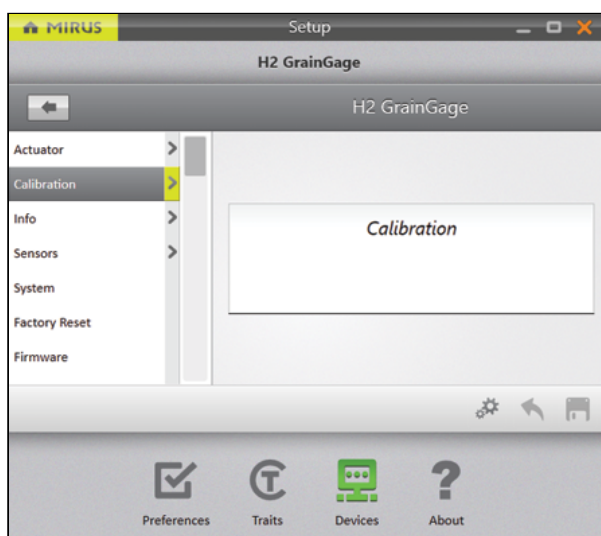 MIRUS
Setup
H2 GrainGage
H2 GrainGage
Actuator
Calibration
Info
Sensors
System
Factory Reset
Firmware
Calibration
Preferences
Traits
Devices
About